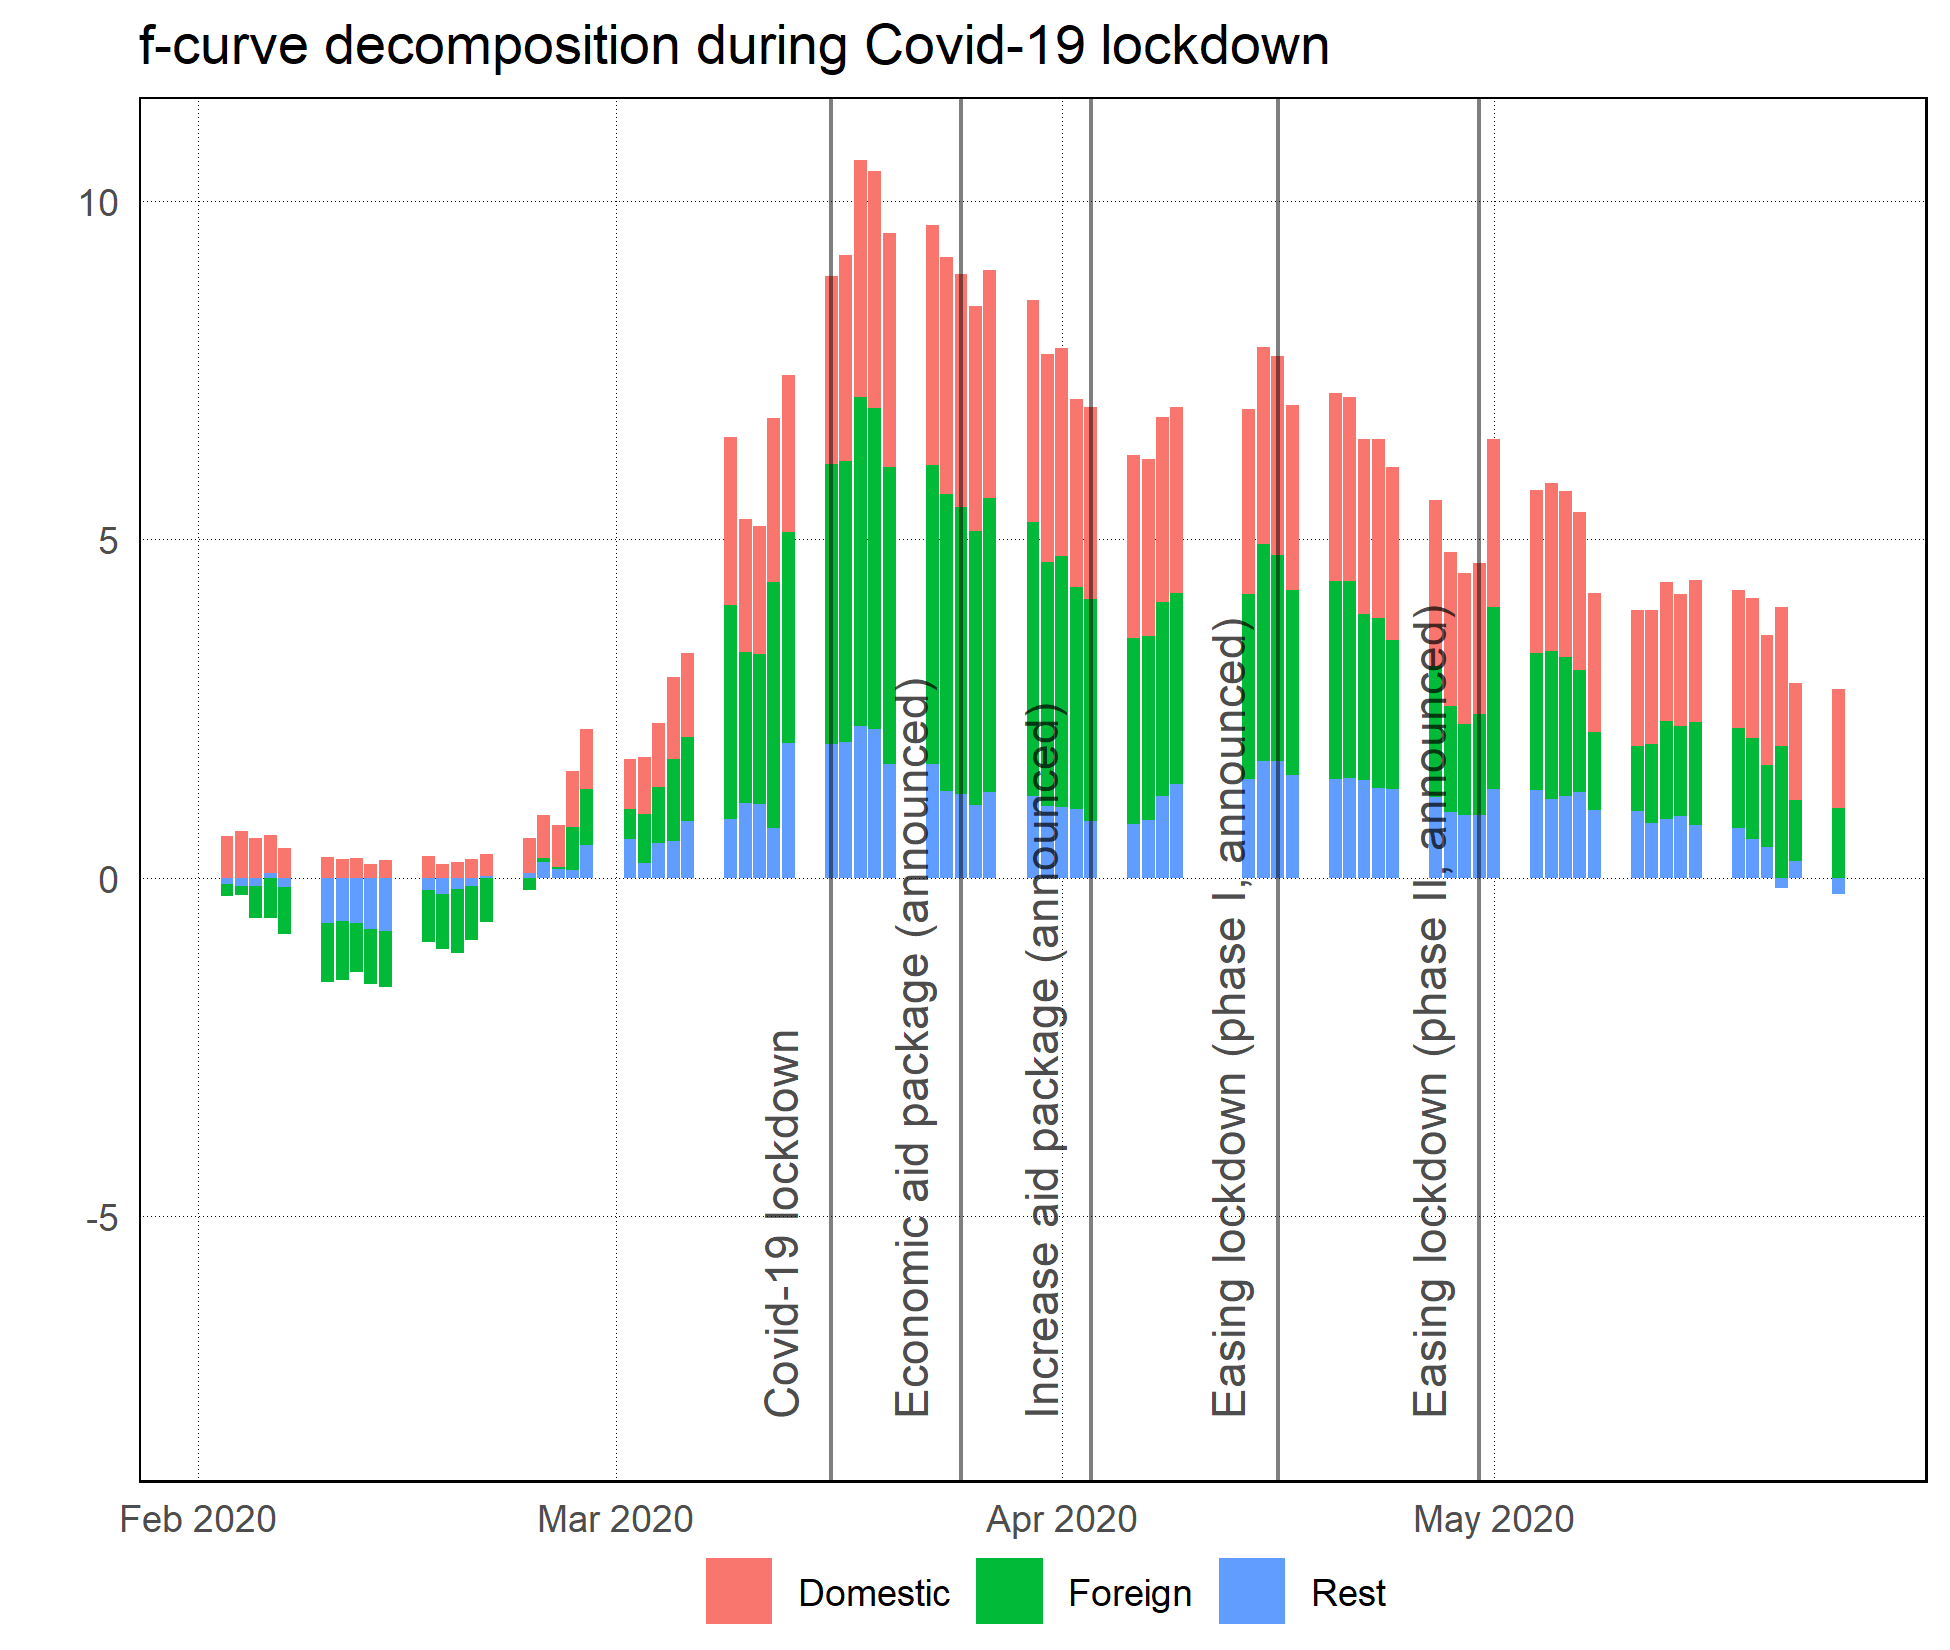 f-curve decomposition during Covid-19 lockdown
10
5
0
-5
Covid-19 lockdown
Economic aid package (announced)
Increase aid package (announced)
Easing lockdown (phase I, announced)
Easing lockdown (phase II, announced)
Feb 2020
Mar 2020
Apr 2020
May 2020
Domestic
Foreign
Rest